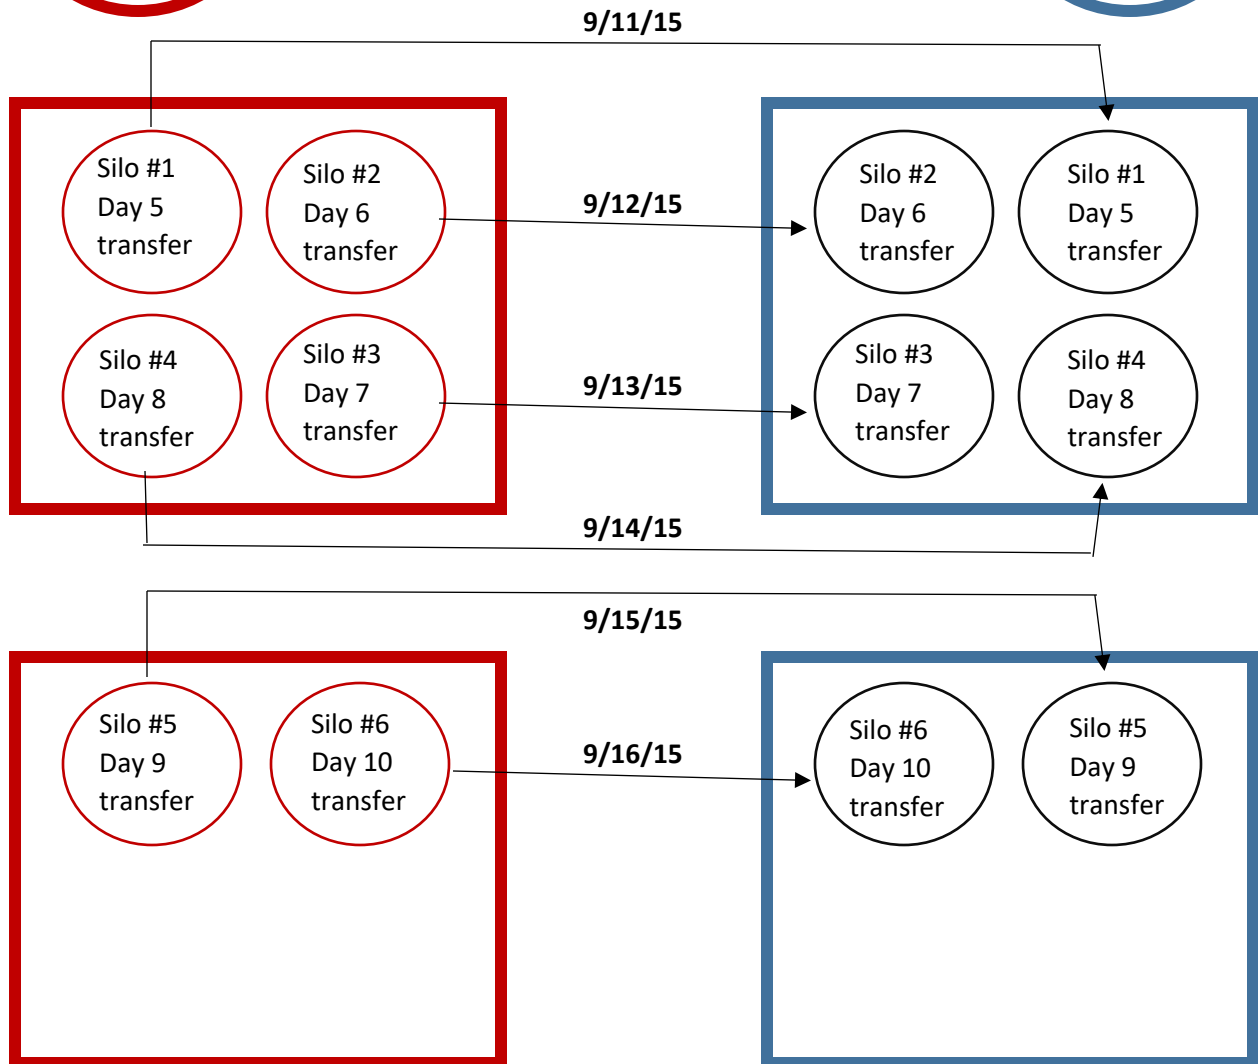 9/11/15
Silo #1
Day 5
transfer
Silo #2
Day 6
transfer
9/12/15
Silo #2
Day 6
transfer
Silo #1
Day 5
transfer
Silo #4
Day 8
transfer
Silo #3
Day 7
transfer
9/13/15
Silo #3
Day 7
transfer
Silo #4
Day 8
transfer
9/14/15
9/15/15
Silo #5
Day 9
transfer
Silo #6
Day 10
transfer
9/16/15
Silo #6
Day 10
transfer
Silo #5
Day 9
transfer